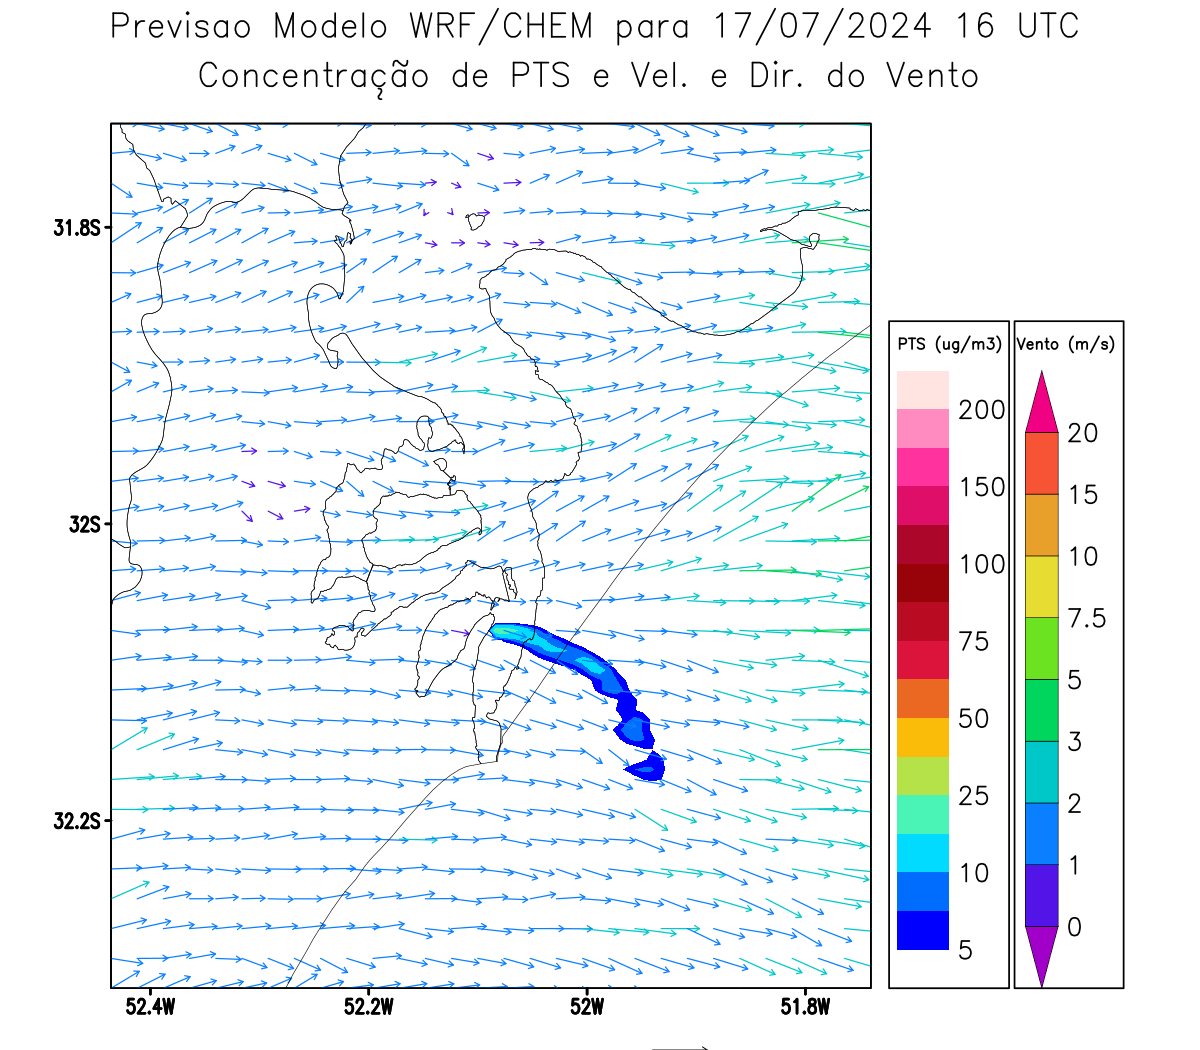 Previsao Modelo WRF/CHEM para 17/07/2024 16 UTC
Concentração de PTS e Vel. e Dir. do Vento
31.8S
32S
32.2S
52.4W 52.2W 52W 51.8W
PTS (ug/m3)
200
150
100
75
50
25
10
5
Vento (m/s)
20
15
10
7.5
5
3
2
1
0